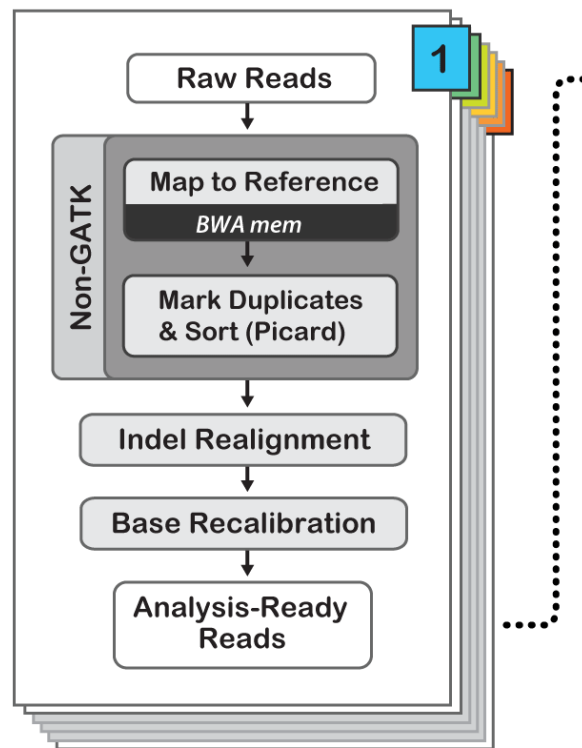 1
Raw Reads
Non-GATK
Map to Reference
BWA mem
Mark Duplicates
& Sort (Picard)
Indel Realignment
Base Recalibration
Analysis-Ready
Reads